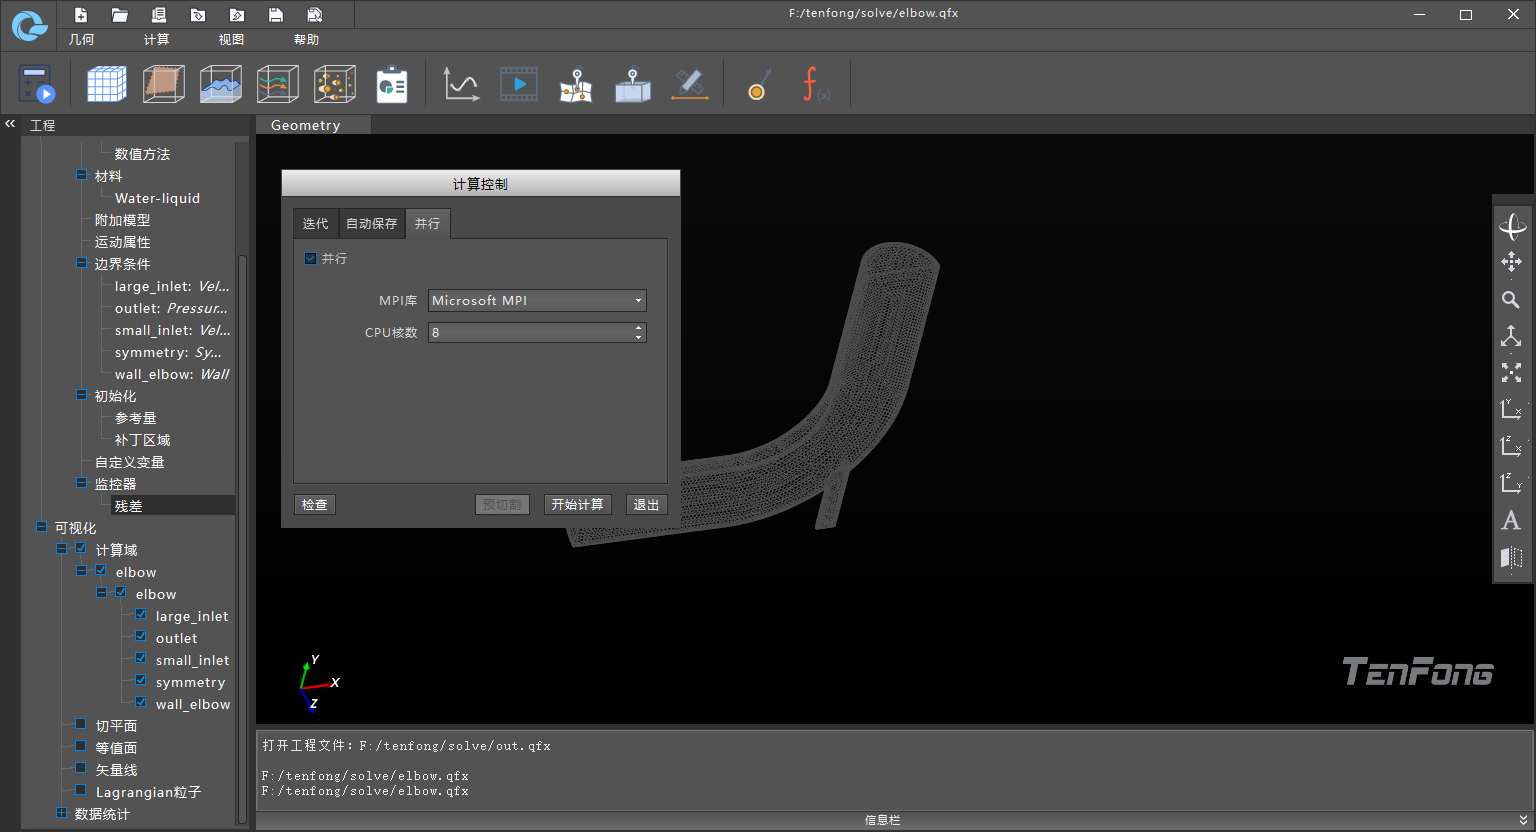 F:/tenfong/solve/elbow.qfx
几何 计算 视图 帮助
f(a)
工程
Geometry
数值方法
材料
Water-liquid
附加模型
运动属性
边界条件
large_inlet: Vel...
outlet: Pressur...
small_inlet: Vel...
symmetry: Sy...
wall_elbow: Wall
初始化
参考量
补丁区域
自定义变量
监控器
残差
可视化
计算域
elbow
elbow
large_inlet
outlet
small_inlet
symmetry
wall_elbow
切平面
等值面
矢量线
Lagrangian粒子
数据统计
计算控制
迭代 自动保存 并行
并行
MPI库 Microsoft MPI
CPU核数 8
检查 预切割 开始计算 退出
Y
X
Z
Y X
Z X
Z Y
A
TENFONG
打开工程文件: F:/tenfong/solve/out.qfx
F:/tenfong/solve/elbow.qfx
F:/tenfong/solve/elbow.qfx
信息栏